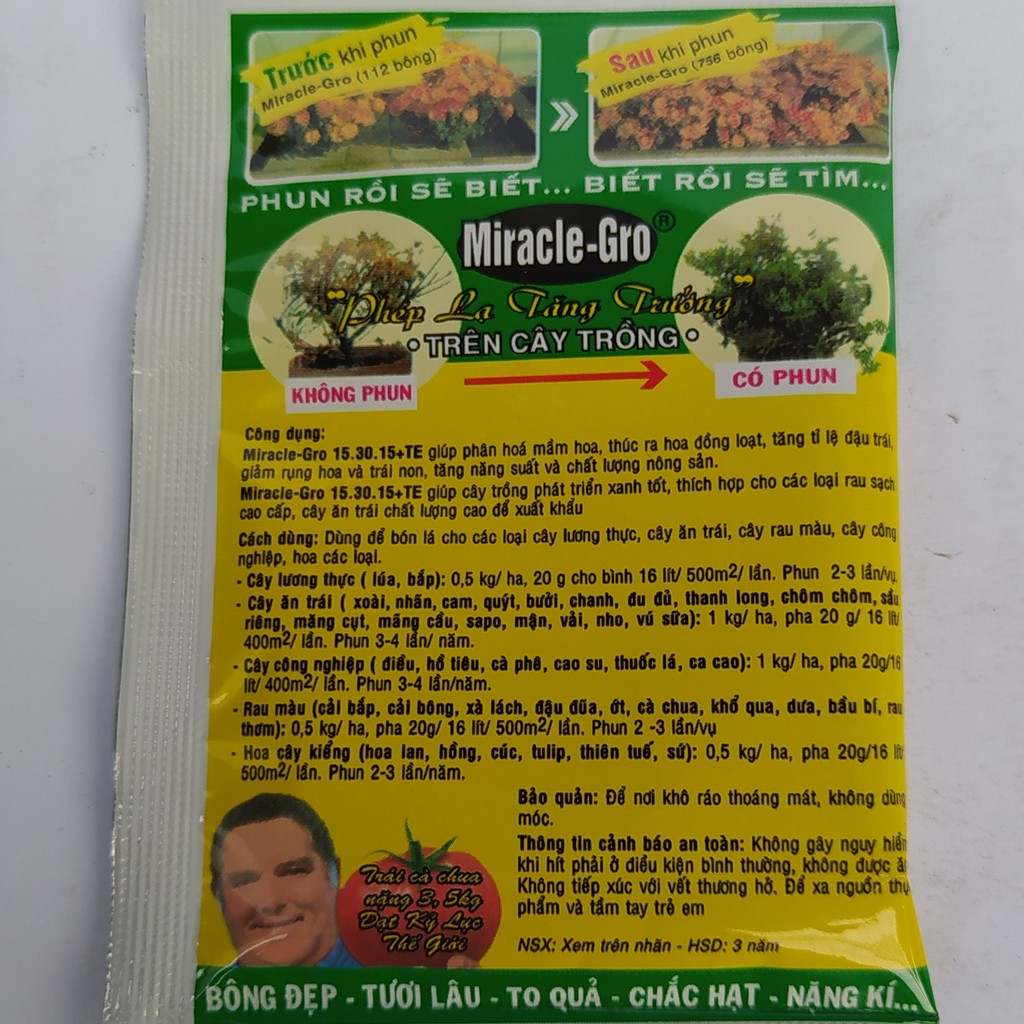 Trước khi phun
Miracle-Gro (112 bông)
Sau khi phun
Miracle-Gro (756 bông)
PHUN RỒI SẼ BIẾT... BIẾT RỒI SẼ TÌM...
Miracle-Gro®
"Phép Lạ Tăng Trưởng"
• TRÊN CÂY TRỒNG •
KHÔNG PHUN
CÓ PHUN
Công dụng:
Miracle-Gro 15.30.15+TE giúp phân hoá mầm hoa, thúc ra hoa đồng loạt, tăng tỉ lệ đậu trái,
giảm rụng hoa và trái non, tăng năng suất và chất lượng nông sản.
Miracle-Gro 15.30.15+TE giúp cây trồng phát triển xanh tốt, thích hợp cho các loại rau sạch
cao cấp, cây ăn trái chất lượng cao để xuất khẩu
Cách dùng: Dùng để bón lá cho các loại cây lương thực, cây ăn trái, cây rau màu, cây công
nghiệp, hoa các loại.
- Cây lương thực ( lúa, bắp): 0,5 kg/ ha, 20 g cho bình 16 lít/ 500m2/ lần. Phun 2-3 lần/vụ.
- Cây ăn trái ( xoài, nhãn, cam, quýt, bưởi, chanh, đu đủ, thanh long, chôm chôm, sầu
riêng, măng cụt, mãng cầu, sapo, mận, vải, nho, vú sữa): 1 kg/ ha, pha 20 g/ 16 lít/
400m2/ lần. Phun 3-4 lần/ năm.
- Cây công nghiệp ( điều, hồ tiêu, cà phê, cao su, thuốc lá, ca cao): 1 kg/ ha, pha 20g/16
lít/ 400m2/ lần. Phun 3-4 lần/năm.
- Rau màu (cải bắp, cải bông, xà lách, đậu đũa, ớt, cà chua, khổ qua, dưa, bầu bí, rau
thơm): 0,5 kg/ ha, pha 20g/ 16 lít/ 500m2/ lần. Phun 2 -3 lần/vụ
- Hoa cây kiểng (hoa lan, hồng, cúc, tulip, thiên tuế, sứ): 0,5 kg/ ha, pha 20g/16 lít/
500m2/ lần. Phun 2-3 lần/năm.
Bảo quản: Để nơi khô ráo thoáng mát, không dùng
móc.
Thông tin cảnh báo an toàn: Không gây nguy hiểm
khi hít phải ở điều kiện bình thường, không được ăn
Không tiếp xúc với vết thương hở. Để xa nguồn thực
phẩm và tầm tay trẻ em
Trái cà chua
nặng 3, 5kg
Đạt Kỷ Lục
Thế Giới
NSX: Xem trên nhãn - HSD: 3 năm
BÔNG ĐẸP - TƯƠI LÂU - TO QUẢ - CHẮC HẠT - NẶNG KÍ...